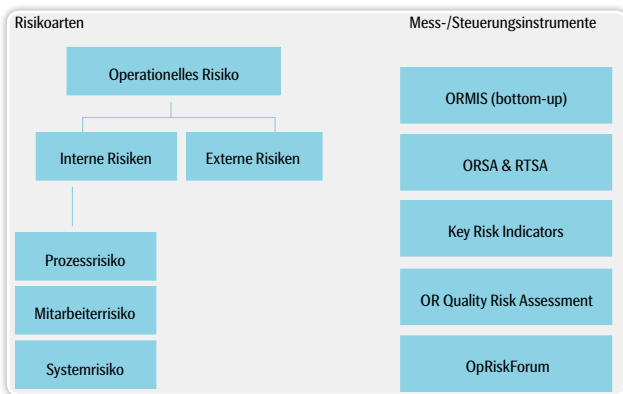 Risikoarten
Operationelles Risiko
Interne Risiken
Externe Risiken
Prozessrisiko
Mitarbeiterrisiko
Systemrisiko
Mess-/Steuerungsinstrumente
ORMIS (bottom-up)
ORSA & RTSA
Key Risk Indicators
OR Quality Risk Assessment
OpRiskForum